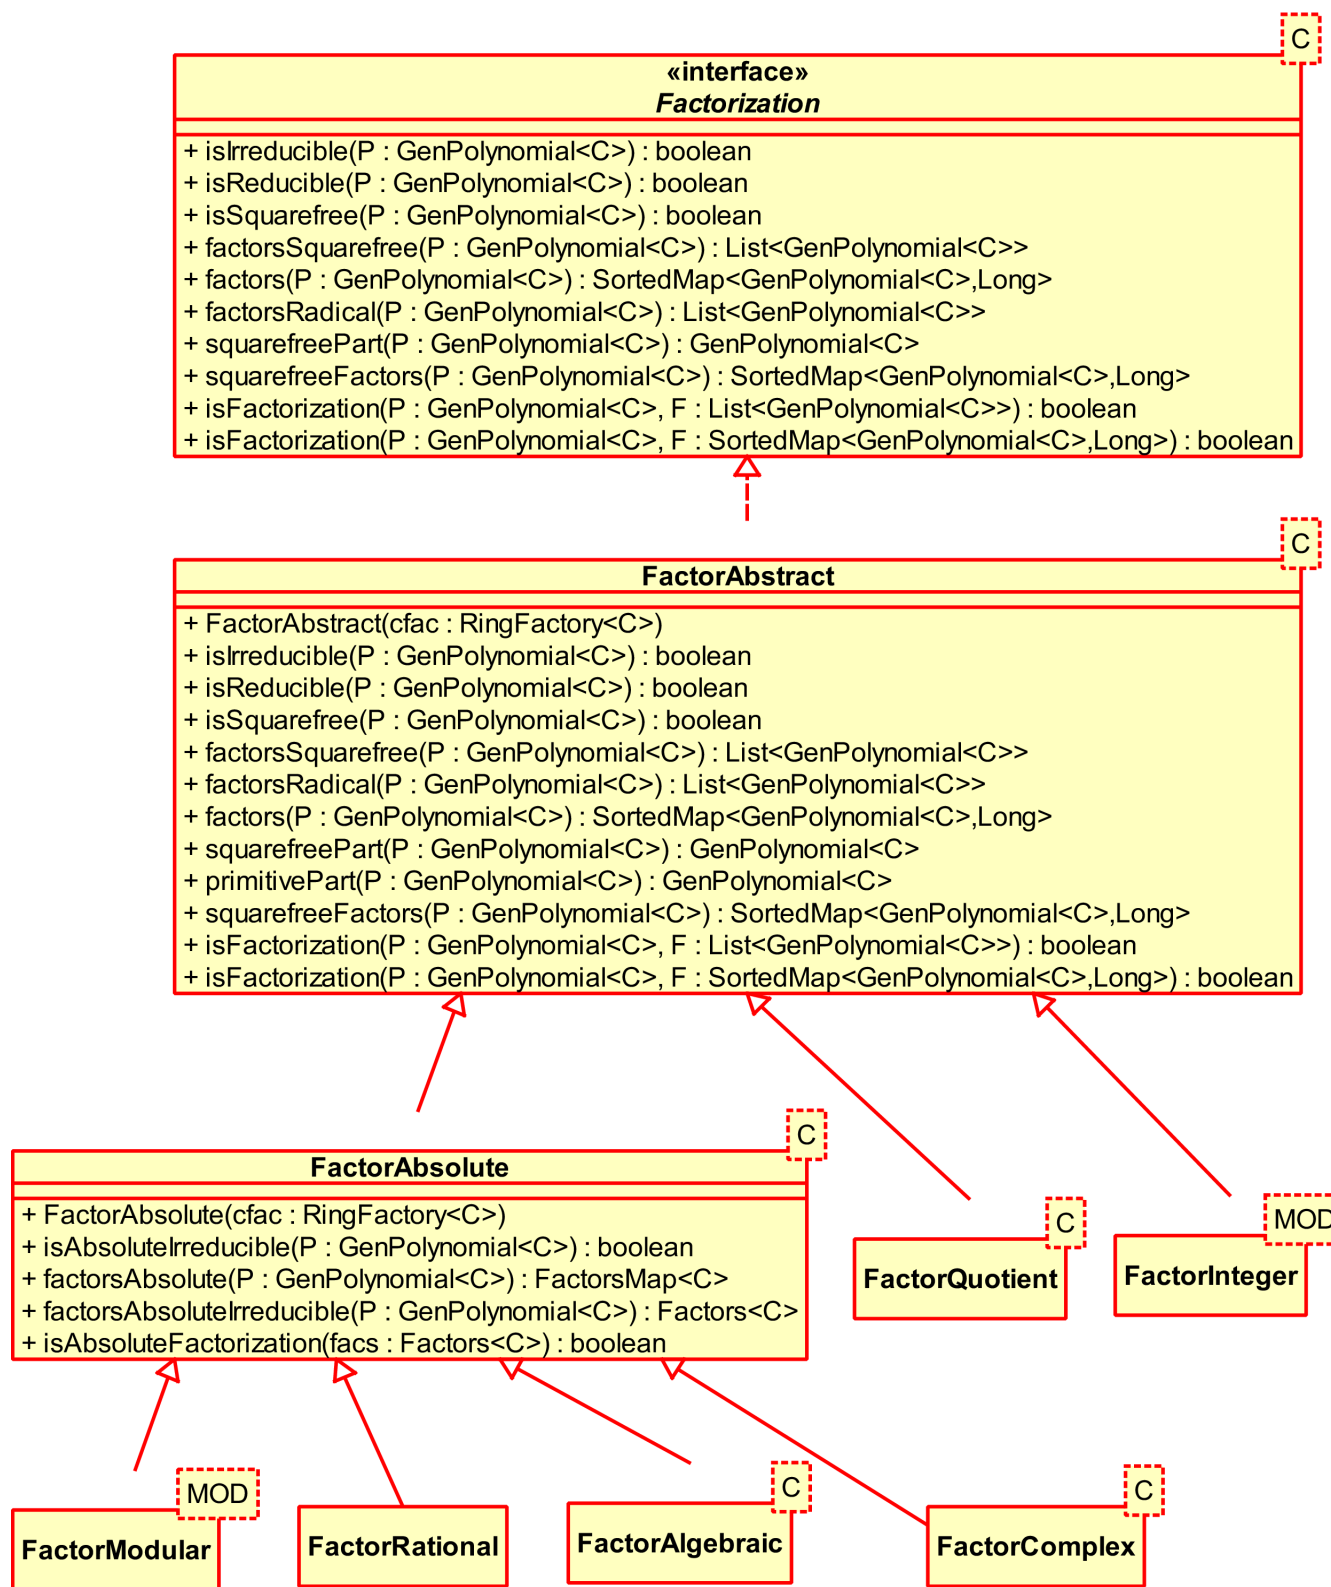 C
«interface»
Factorization
+ isIrreducible(P : GenPolynomial<C>) : boolean
+ isReducible(P : GenPolynomial<C>) : boolean
+ isSquarefree(P : GenPolynomial<C>) : boolean
+ factorsSquarefree(P : GenPolynomial<C>) : List<GenPolynomial<C>>
+ factors(P : GenPolynomial<C>) : SortedMap<GenPolynomial<C>,Long>
+ factorsRadical(P : GenPolynomial<C>) : List<GenPolynomial<C>>
+ squarefreePart(P : GenPolynomial<C>) : GenPolynomial<C>
+ squarefreeFactors(P : GenPolynomial<C>) : SortedMap<GenPolynomial<C>,Long>
+ isFactorization(P : GenPolynomial<C>, F : List<GenPolynomial<C>>) : boolean
+ isFactorization(P : GenPolynomial<C>, F : SortedMap<GenPolynomial<C>,Long>) : boolean
C
FactorAbstract
+ FactorAbstract(cfac : RingFactory<C>)
+ isIrreducible(P : GenPolynomial<C>) : boolean
+ isReducible(P : GenPolynomial<C>) : boolean
+ isSquarefree(P : GenPolynomial<C>) : boolean
+ factorsSquarefree(P : GenPolynomial<C>) : List<GenPolynomial<C>>
+ factorsRadical(P : GenPolynomial<C>) : List<GenPolynomial<C>>
+ factors(P : GenPolynomial<C>) : SortedMap<GenPolynomial<C>,Long>
+ squarefreePart(P : GenPolynomial<C>) : GenPolynomial<C>
+ primitivePart(P : GenPolynomial<C>) : GenPolynomial<C>
+ squarefreeFactors(P : GenPolynomial<C>) : SortedMap<GenPolynomial<C>,Long>
+ isFactorization(P : GenPolynomial<C>, F : List<GenPolynomial<C>>) : boolean
+ isFactorization(P : GenPolynomial<C>, F : SortedMap<GenPolynomial<C>,Long>) : boolean
C
FactorAbsolute
+ FactorAbsolute(cfac : RingFactory<C>)
+ isAbsoluteIrreducible(P : GenPolynomial<C>) : boolean
+ factorsAbsolute(P : GenPolynomial<C>) : FactorsMap<C>
+ factorsAbsoluteIrreducible(P : GenPolynomial<C>) : Factors<C>
+ isAbsoluteFactorization(facs : Factors<C>) : boolean
C
FactorQuotient
MOD
FactorInteger
MOD
FactorModular
FactorRational
C
FactorAlgebraic
C
FactorComplex